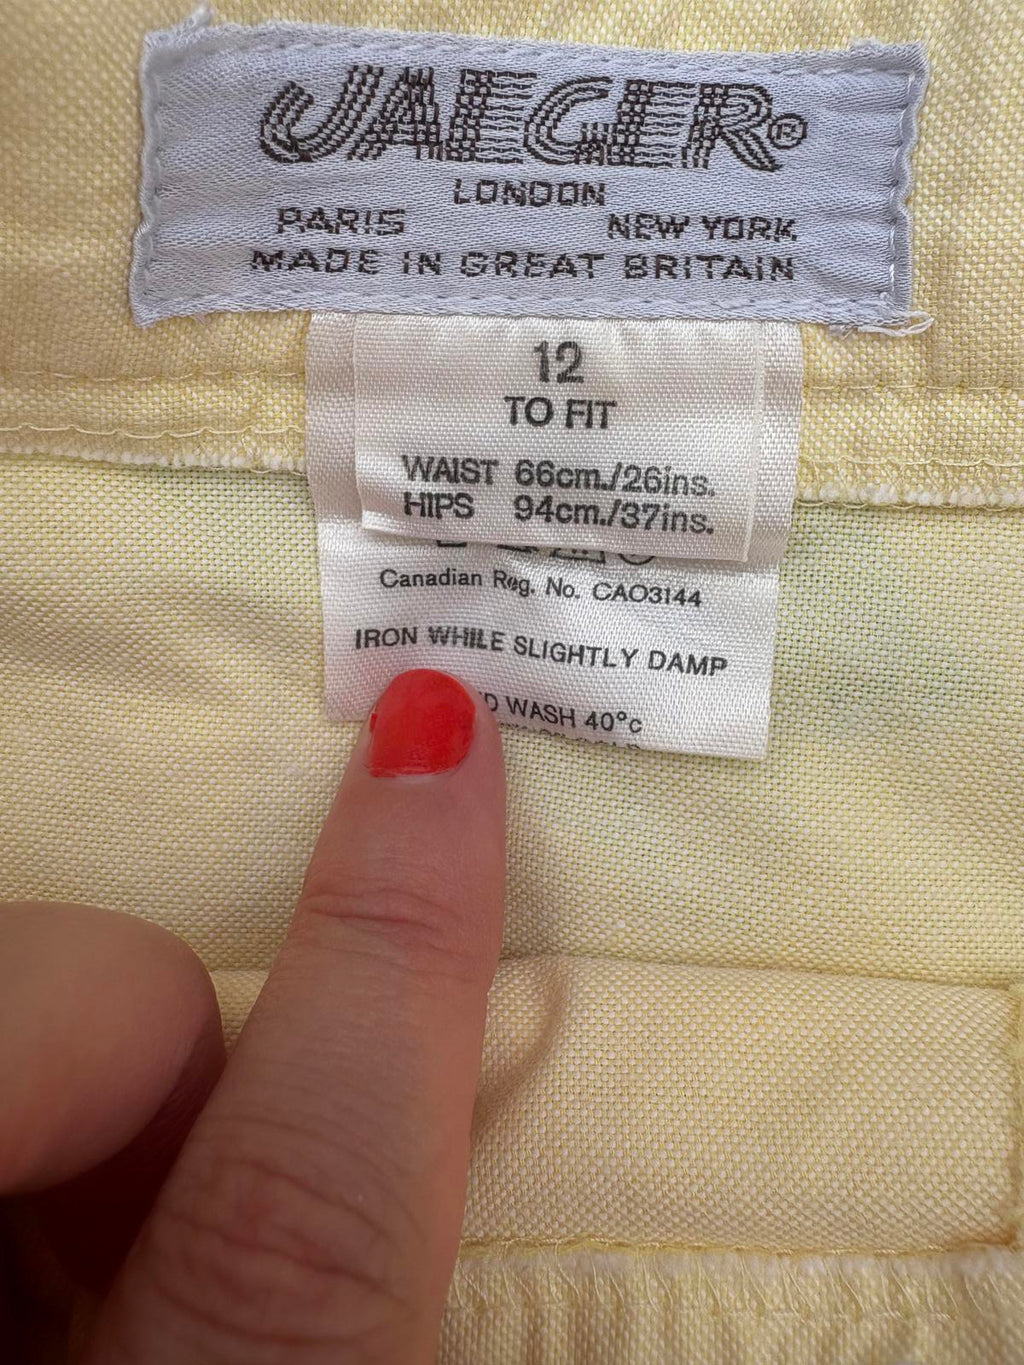 JAEGER®
LONDON
PARIS NEW YORK
MADE IN GREAT BRITAIN
12
TO FIT
WAIST 66cm./26ins.
HIPS 94cm./37ins.
Canadian Reg. No. CAO3144
IRON WHILE SLIGHTLY DAMP
WASH 40°c